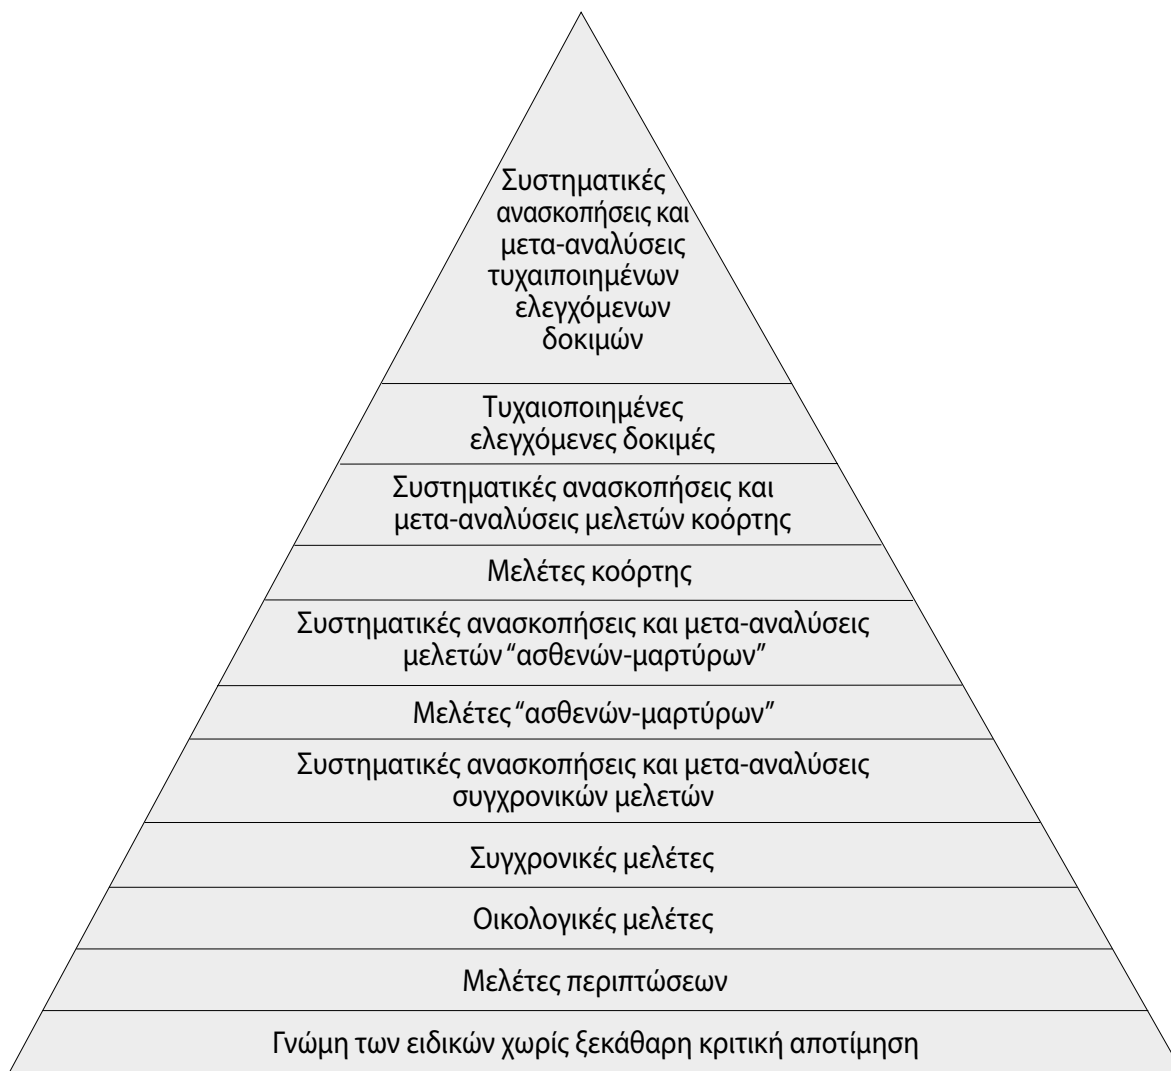 Συστηματικές
ανασκοπήσεις και
μετα-αναλύσεις
τυχαιποιημένων
ελεγχόμενων
δοκιμών
Τυχαιοποιημένες
ελεγχόμενες δοκιμές
Συστηματικές ανασκοπήσεις και
μετα-αναλύσεις μελετών κοόρτης
Μελέτες κοόρτης
Συστηματικές ανασκοπήσεις και μετα-αναλύσεις
μελετών “ασθενών-μαρτύρων”
Μελέτες “ασθενών-μαρτύρων”
Συστηματικές ανασκοπήσεις και μετα-αναλύσεις
συγχρονικών μελετών
Συγχρονικές μελέτες
Οικολογικές μελέτες
Μελέτες περιπτώσεων
Γνώμη των ειδικών χωρίς ξεκάθαρη κριτική αποτίμηση